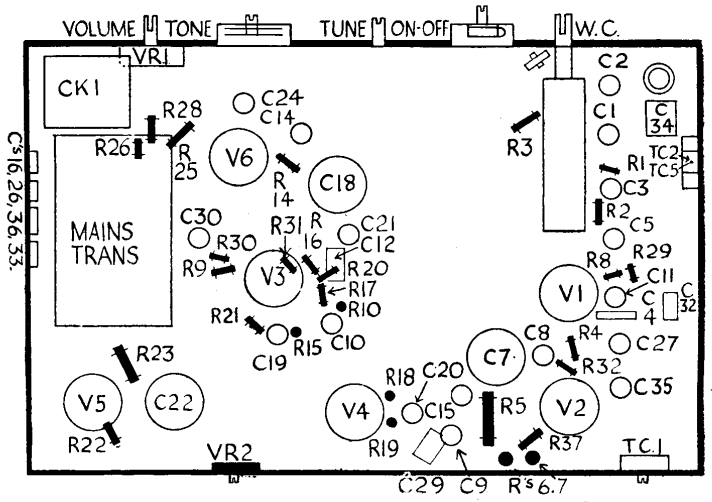 VOLUME TONE TUNE ON-OFF W.C.
VR1
CK1
C2
C24
C14
R28
C1
C
34
R26
R
25
V6
R3
TC2
TC5
C's 16, 26, 36, 33.
R
14
C18
R1
C3
R2
C30
R31
R
16
C21
C12
C5
MAINS
TRANS
R30
R9
V3
R20
R17
R10
R29
R8
C11
V1
C
4
C
32
R21
C19
R15
C10
R4
C27
R23
C7
C8
R32
C35
R18
C20
V5
C22
V4
C15
R5
V2
R22
R19
R37
VR2
TC.1
C29
C9
R's 6.7